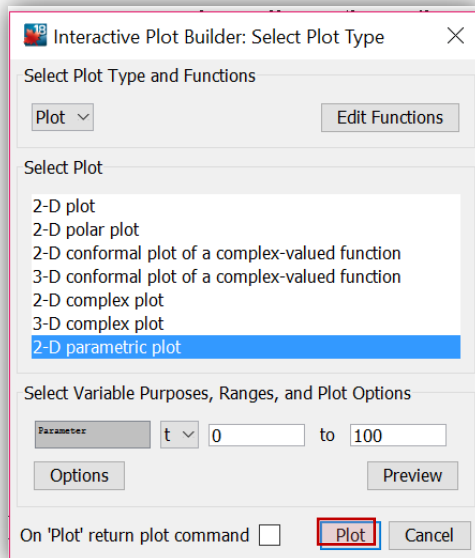 18 Interactive Plot Builder: Select Plot Type
Select Plot Type and Functions
Plot Edit Functions
Select Plot
2-D plot
2-D polar plot
2-D conformal plot of a complex-valued function
3-D conformal plot of a complex-valued function
2-D complex plot
3-D complex plot
2-D parametric plot
Select Variable Purposes, Ranges, and Plot Options
Parameter t 0 to 100
Options Preview
On 'Plot' return plot command Plot Cancel